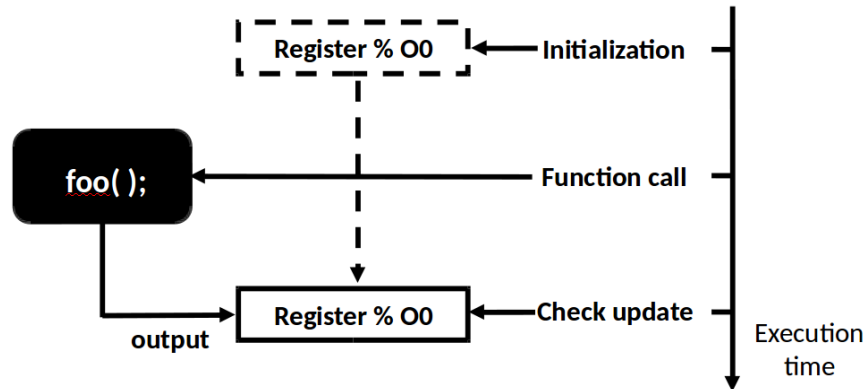 Register % O0
Initialization
foo( );
Function call
Register % O0
Check update
output
Execution
time